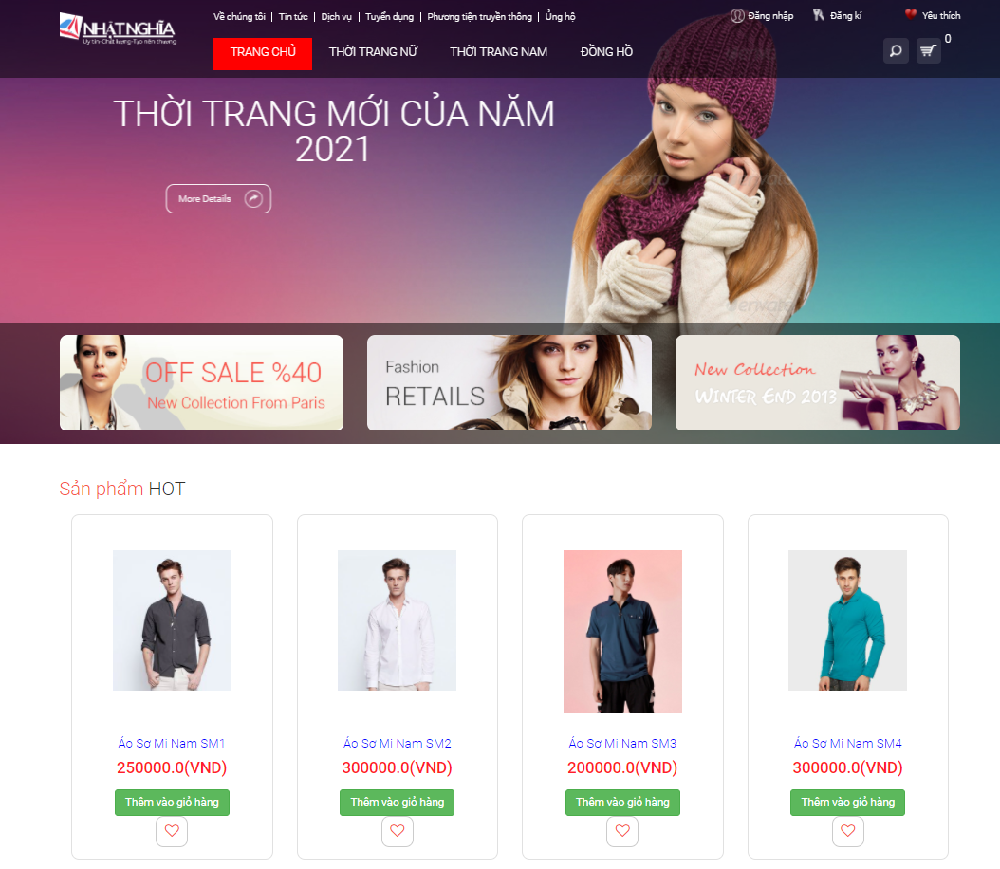 NHẬTNGHĨA
Uy tín-Chất lượng-Tạo nên thương
Về chúng tôi | Tin tức | Dịch vụ | Tuyển dụng | Phương tiện truyền thông | Ủng hộ
Đăng nhập Đăng kí Yêu thích
TRANG CHỦ THỜI TRANG NỮ THỜI TRANG NAM ĐỒNG HỒ
0
THỜI TRANG MỚI CỦA NĂM
2021
More Details
envato
envato
envato
OFF SALE %40
New Collection From Paris
Fashion
RETAILS
New Collection
WINTER END 2013
Sản phẩm HOT
Áo Sơ Mi Nam SM1
250000.0(VND)
Thêm vào giỏ hàng
Áo Sơ Mi Nam SM2
300000.0(VND)
Thêm vào giỏ hàng
Áo Sơ Mi Nam SM3
200000.0(VND)
Thêm vào giỏ hàng
Áo Sơ Mi Nam SM4
300000.0(VND)
Thêm vào giỏ hàng